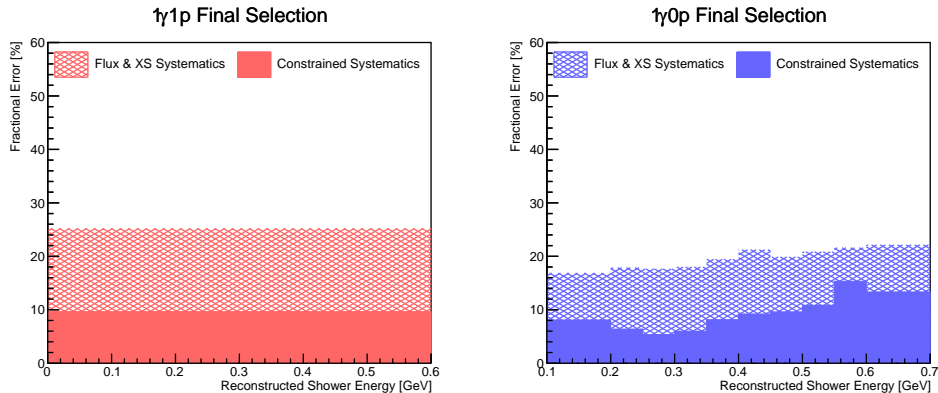 1γ1p Final Selection
Fractional Error [%]
60
50
40
30
20
10
0
Flux & XS Systematics
Constrained Systematics
0 0.1 0.2 0.3 0.4 0.5 0.6
Reconstructed Shower Energy [GeV]
1γ0p Final Selection
Fractional Error [%]
60
50
40
30
20
10
0
Flux & XS Systematics
Constrained Systematics
0.1 0.2 0.3 0.4 0.5 0.6 0.7
Reconstructed Shower Energy [GeV]